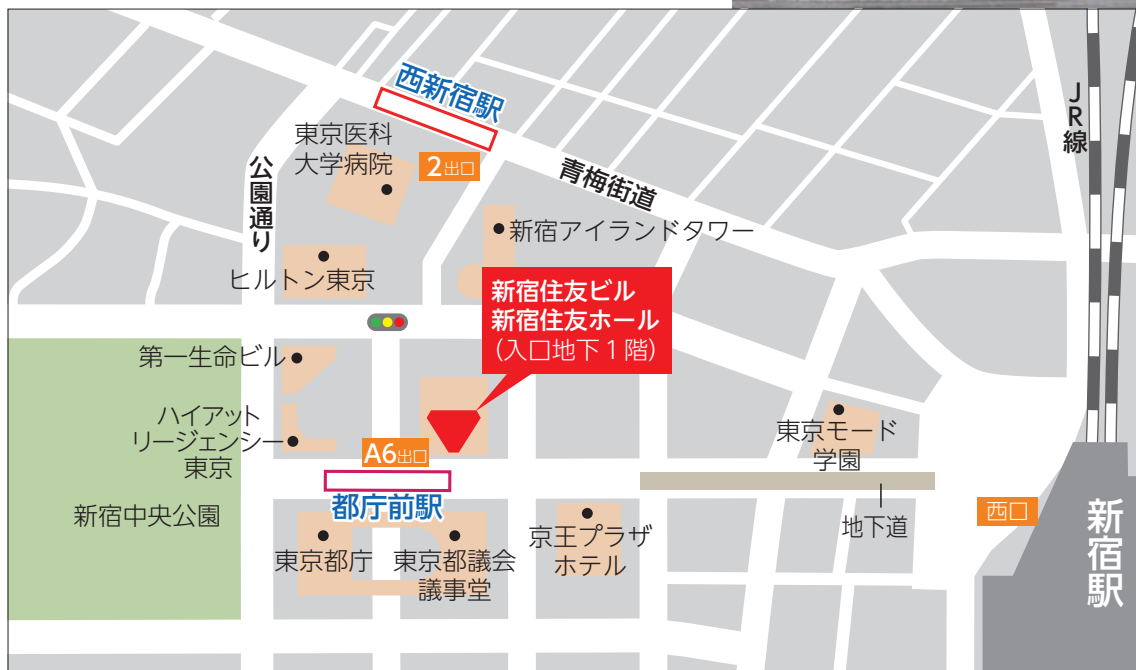 西新宿駅
JR線
東京医科
大学病院
2出口
公園通り
青梅街道
新宿アイランドタワー
ヒルトン東京
新宿住友ビル
新宿住友ホール
(入口地下1階)
第一生命ビル
ハイアット
リージェンシー
東京
A6出口
東京モード
学園
都庁前駅
新宿中央公園
京王プラザ
ホテル
地下道
西口
新宿駅
東京都庁
東京都議会
議事堂